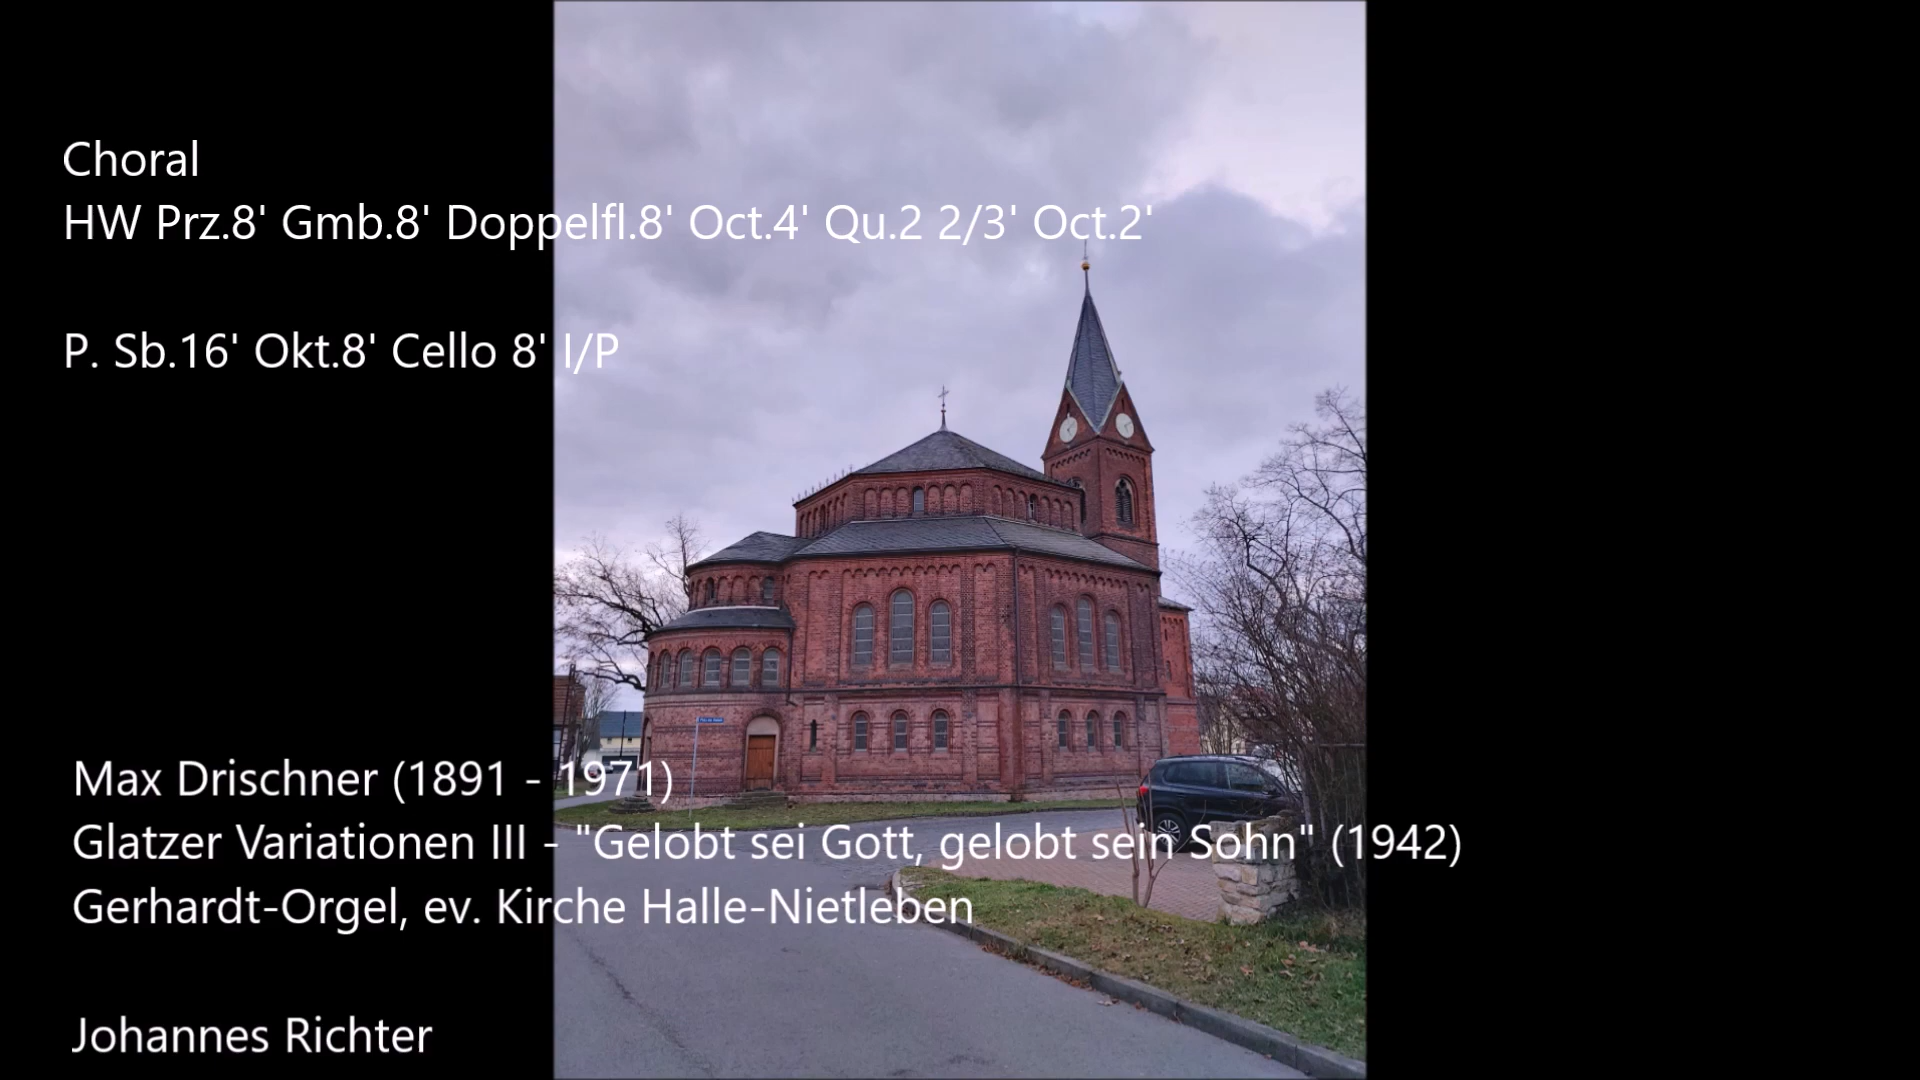 Choral
HW Prz.8' Gmb.8' Doppelfl.8' Oct.4' Qu.2 2/3' Oct.2'
P. Sb.16' Okt.8' Cello 8' I/P
Max Drischner (1891 - 1971)
Glatzer Variationen III - "Gelobt sei Gott, gelobt sein Sohn" (1942)
Gerhardt-Orgel, ev. Kirche Halle-Nietleben
Johannes Richter